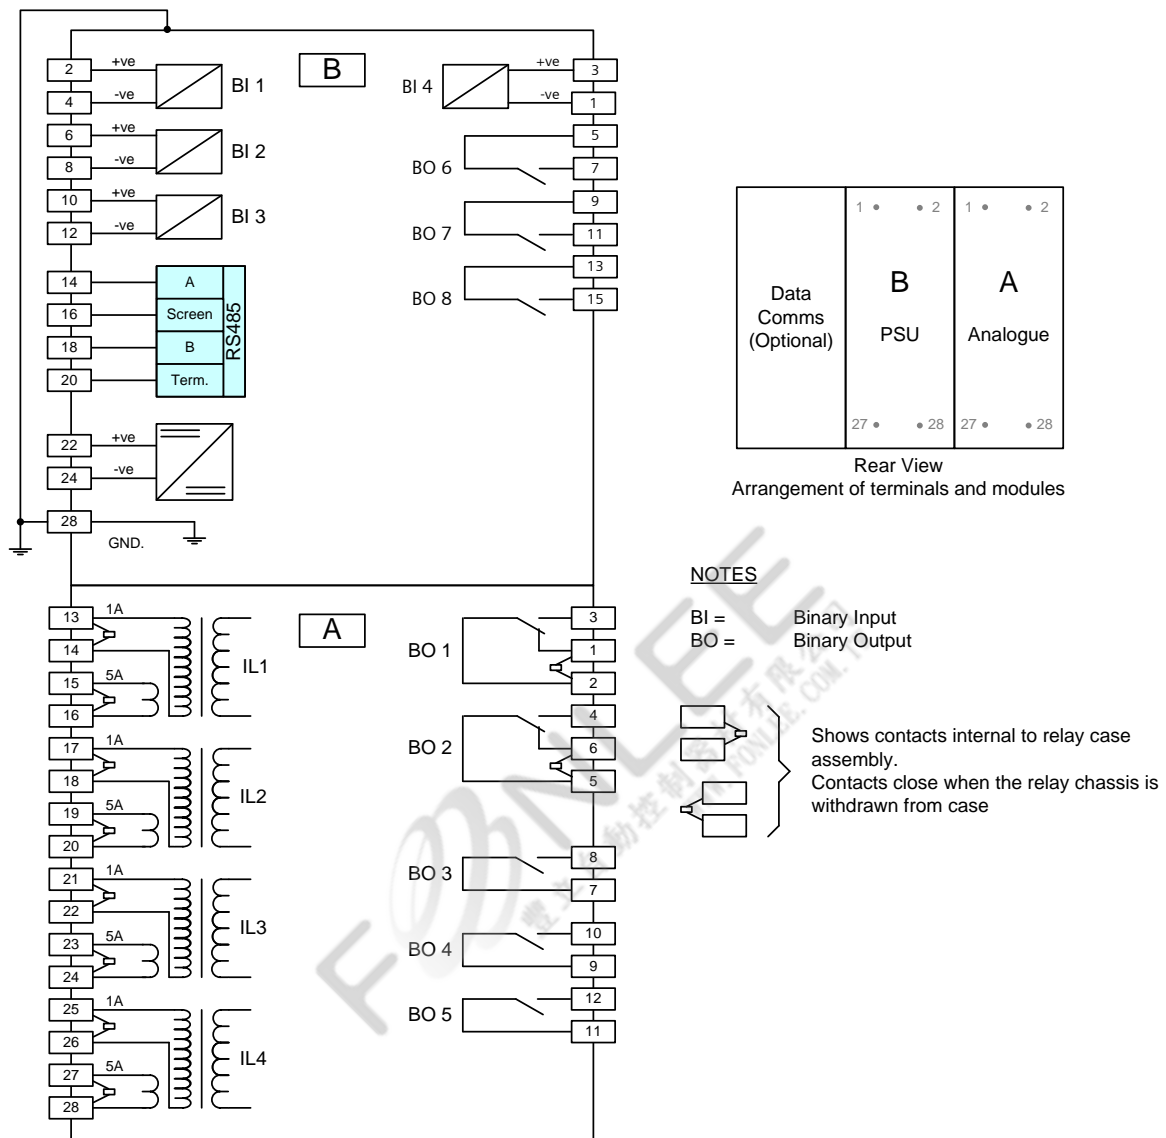 B
2 +ve
4 -ve
BI 1
6 +ve
8 -ve
BI 2
10 +ve
12 -ve
BI 3
14 A
16 Screen
18 B
20 Term.
RS485
22 +ve
24 -ve
28
GND.
BI 4
+ve 3
-ve 1
5
BO 6
7
9
BO 7
11
13
BO 8
15
A
13 1A
14
15 5A
16
IL1
17 1A
18
19 5A
20
IL2
21 1A
22
23 5A
24
IL3
25 1A
26
27 5A
28
IL4
3
BO 1
1
2
4
BO 2
6
5
8
BO 3
7
10
BO 4
9
12
BO 5
11
Data
Comms
(Optional)
1 2
B
PSU
27 28
1 2
A
Analogue
27 28
Rear View
Arrangement of terminals and modules
NOTES
BI = Binary Input
BO = Binary Output
Shows contacts internal to relay case
assembly.
Contacts close when the relay chassis is
withdrawn from case
FONLEE